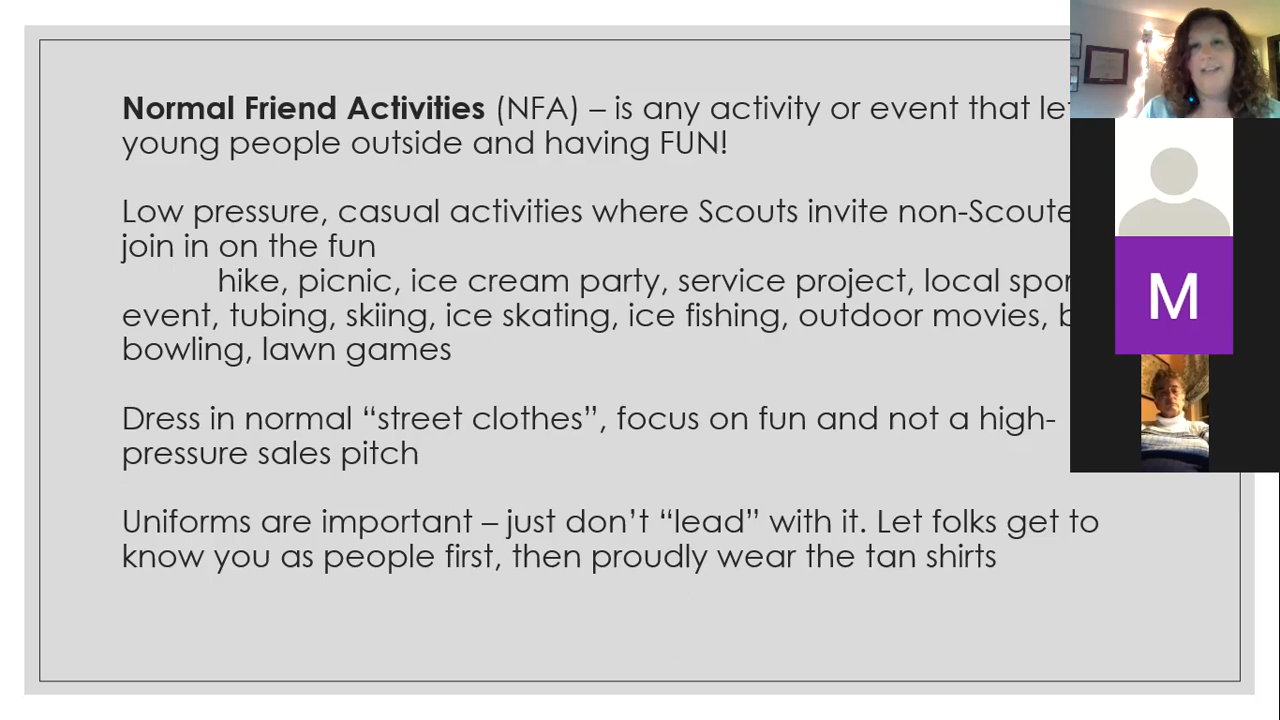 Normal Friend Activities (NFA) – is any activity or event that
young people outside and having FUN!
Low pressure, casual activities where Scouts invite
join in on the fun
hike, picnic, ice cream party, service project, local
event, tubing, skiing, ice skating, ice fishing, outdoor movies,
bowling, lawn games
Dress in normal “street clothes”, focus on fun and not a high-
pressure sales pitch
Uniforms are important – just don’t “lead” with it. Let folks get to
know you as people first, then proudly wear the tan shirts
M